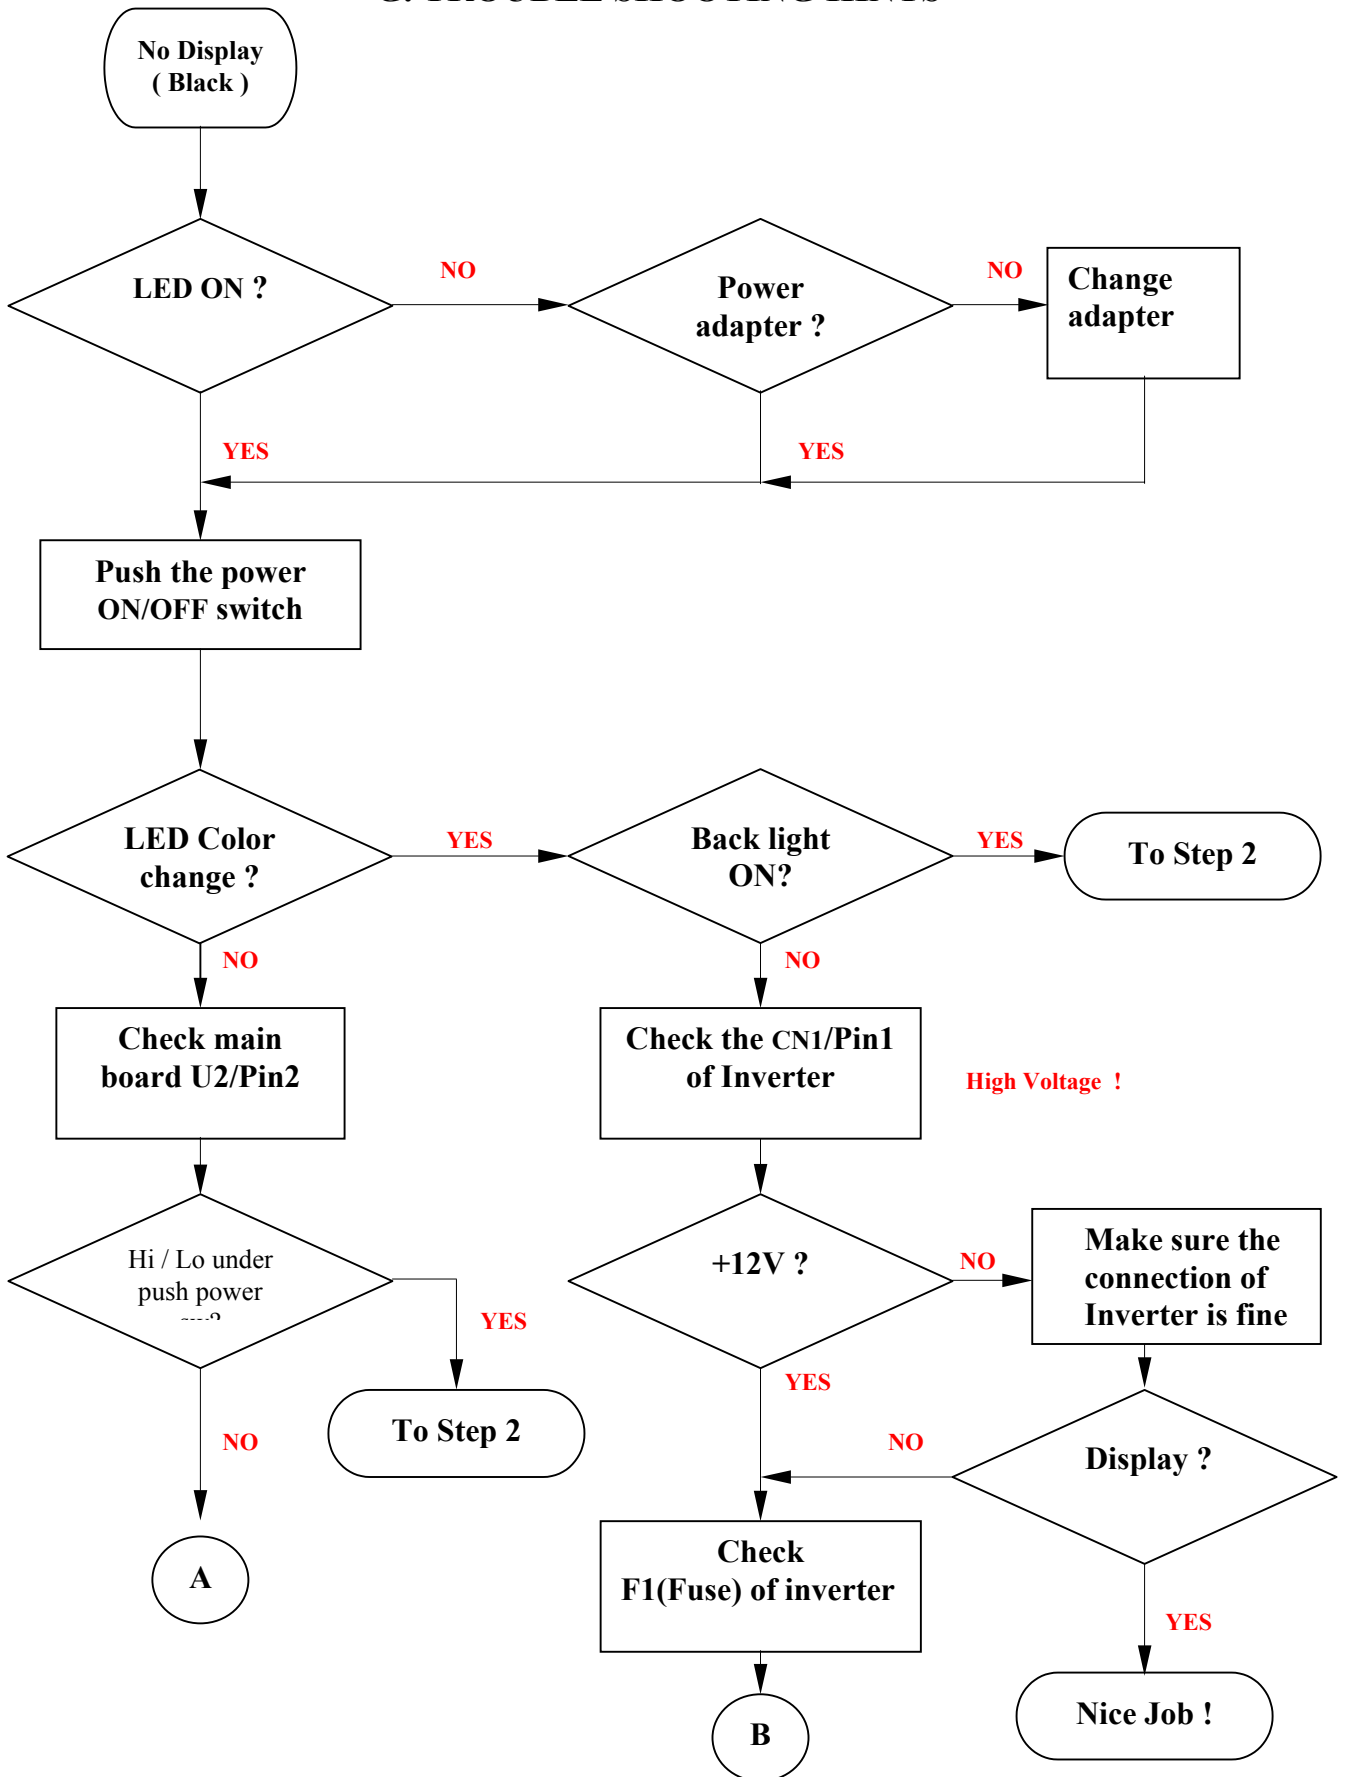 No Display
( Black )
LED ON ?
NO
Power
adapter ?
NO
Change
adapter
YES
YES
Push the power
ON/OFF switch
LED Color
change ?
YES
Back light
ON?
YES
To Step 2
NO
NO
Check main
board U2/Pin2
Check the CN1/Pin1
of Inverter
High Voltage !
Hi / Lo under
push power
+12V ?
NO
Make sure the
connection of
Inverter is fine
YES
YES
To Step 2
NO
NO
Display ?
A
Check
F1(Fuse) of inverter
YES
B
Nice Job !